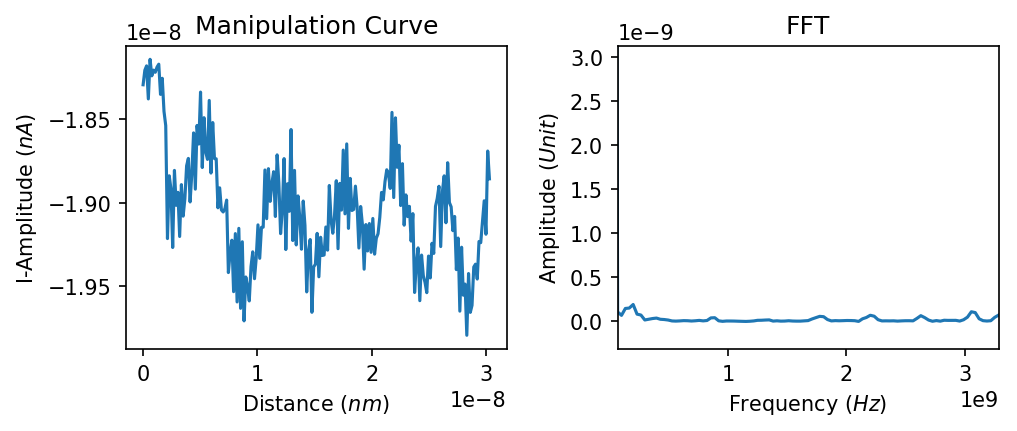 Manipulation Curve
1e−8
I-Amplitude (nA)
−1.85
−1.90
−1.95
0 1 2 3
Distance (nm)
1e−8
FFT
1e−9
Amplitude (Unit)
3.0
2.5
2.0
1.5
1.0
0.5
0.0
1 2 3
Frequency (Hz)
1e9